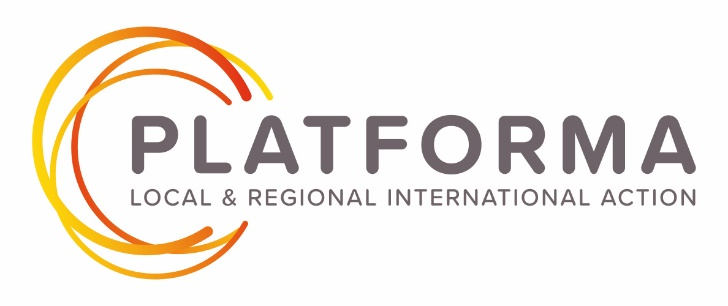 PLATFORMA
LOCAL & REGIONAL INTERNATIONAL ACTION